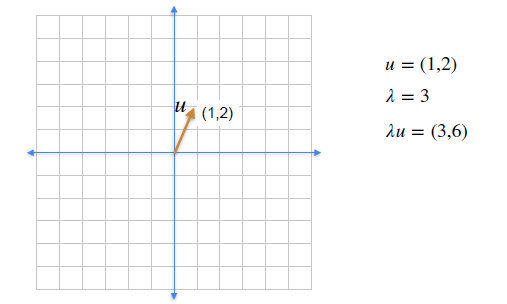 u
(1,2)
u = (1,2)
λ = 3
λu = (3,6)